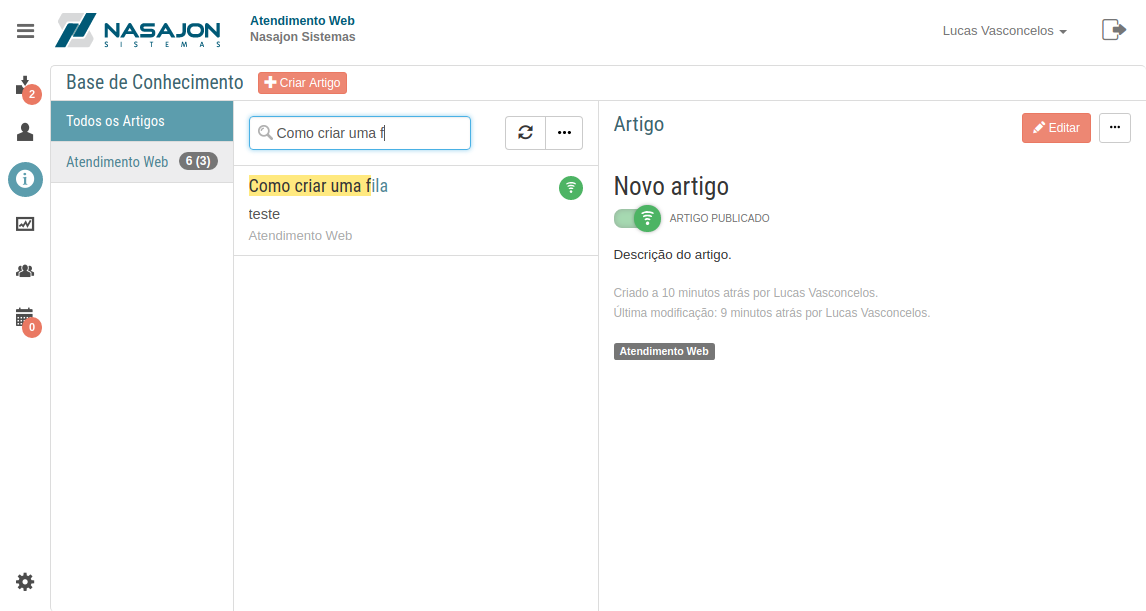 NASAJON
SISTEMAS
Atendimento Web
Nasajon Sistemas
Lucas Vasconcelos
2
Base de Conhecimento
Criar Artigo
Todos os Artigos
Atendimento Web 6 (3)
Como criar uma f
Como criar uma fila
teste
Atendimento Web
Artigo
Editar
Novo artigo
ARTIGO PUBLICADO
Descrição do artigo.
Criado a 10 minutos atrás por Lucas Vasconcelos.
Última modificação: 9 minutos atrás por Lucas Vasconcelos.
Atendimento Web
0